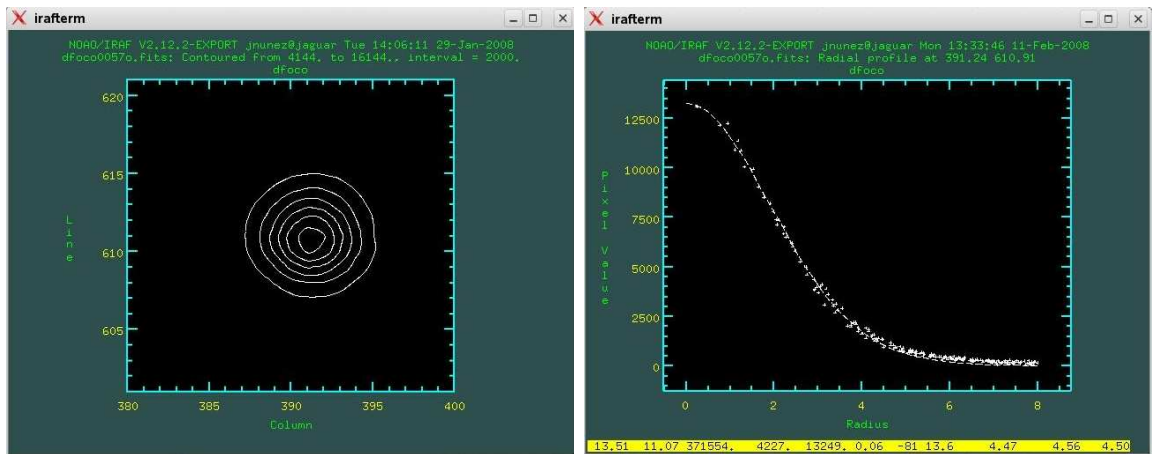 irafterm
NOAO/IRAF V2.12.2-EXPORT jnunez@jaguar Tue 14:06:11 29-Jan-2008
dfoco0057o.fits: Contoured from 4144. to 16144., interval = 2000.
dfoco
620
615
610
605
Line
380 385 390 395 400
Column
irafterm
NOAO/IRAF V2.12.2-EXPORT jnunez@jaguar Mon 13:33:46 11-Feb-2008
dfoco0057o.fits: Radial profile at 391.24 610.91
dfoco
12500
10000
7500
5000
2500
0
Pixel Value
0 2 4 6 8
Radius
13.51 11.07 371554. 4227. 13249. 0.06 -81 13.6 4.47 4.56 4.50